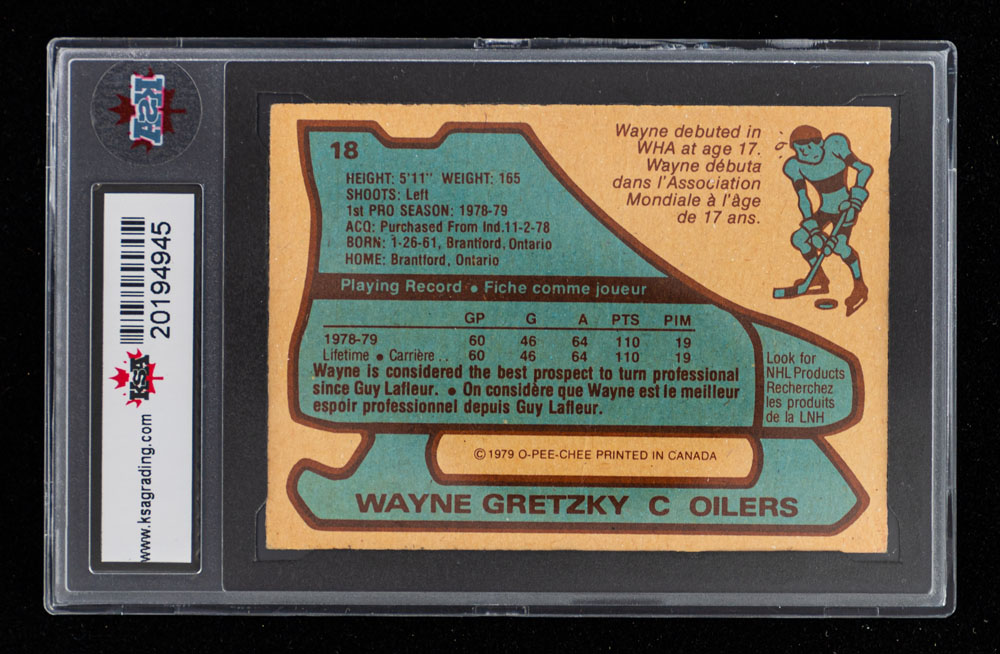 KSA
20194945
KSA
www.ksagrading.com
18
HEIGHT: 5'11" WEIGHT: 165
SHOOTS: Left
1st PRO SEASON: 1978-79
ACQ: Purchased From Ind.11-2-78
BORN: 1-26-61, Brantford, Ontario
HOME: Brantford, Ontario
Wayne debuted in
WHA at age 17.
Wayne débuta
dans l'Association
Mondiale à l'âge
de 17 ans.
Playing Record • Fiche comme joueur
GP G A PTS PIM
1978-79 60 46 64 110 19
Lifetime • Carrière .. 60 46 64 110 19
Wayne is considered the best prospect to turn professional
since Guy Lafleur. • On considère que Wayne est le meilleur
espoir professionnel depuis Guy Lafleur.
Look for
NHL Products
Recherchez
les produits
de la LNH
© 1979 O-PEE-CHEE PRINTED IN CANADA
WAYNE GRETZKY C OILERS